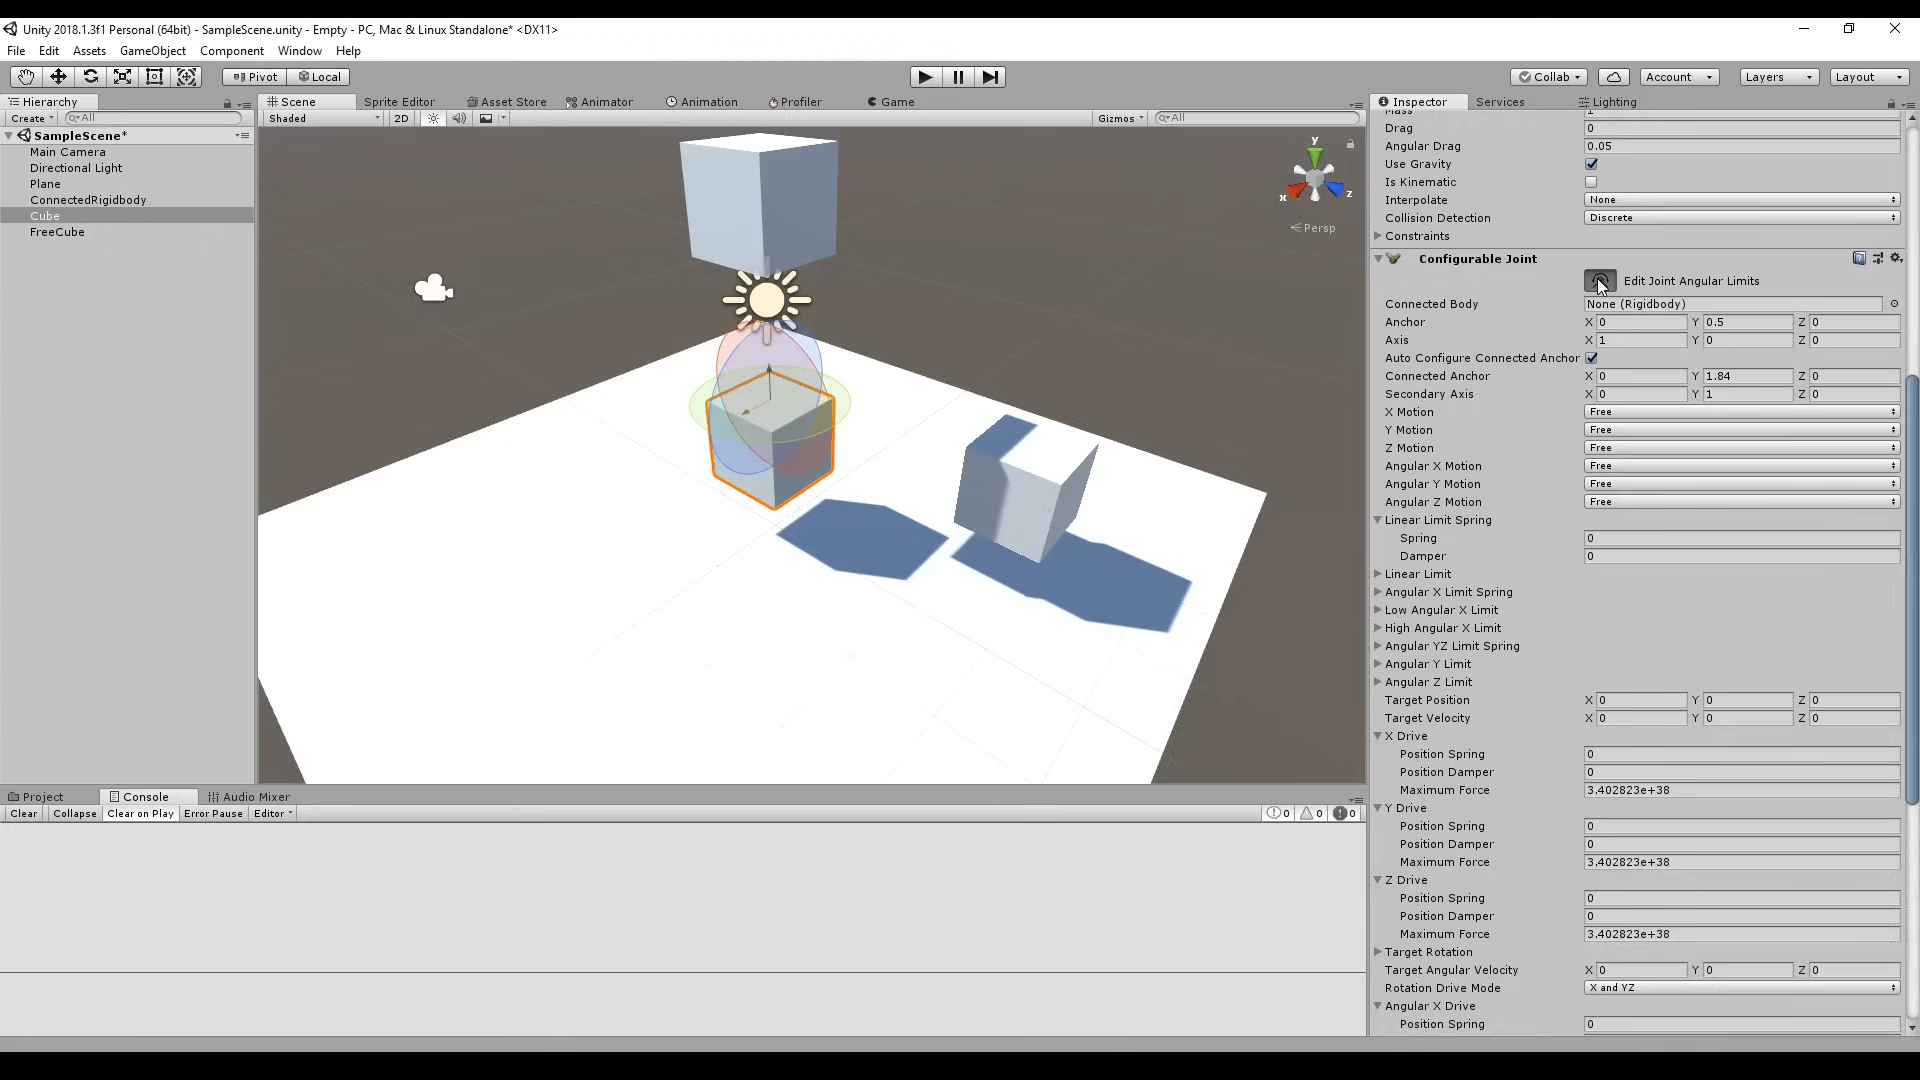 Unity 2018.1.3f1 Personal (64bit) - SampleScene.unity - Empty - PC, Mac & Linux Standalone* <DX11>
File Edit Assets GameObject Component Window Help
Pivot Local Collab Account Layers Layout
Hierarchy Scene Sprite Editor Asset Store Animator Animation Profiler Game Inspector Services Lighting
Create All Shaded 2D Gizmos All
SampleScene*
Main Camera
Directional Light
Plane
ConnectedRigidbody
Cube
FreeCube
y
x z
Persp
Drag 0
Angular Drag 0.05
Use Gravity
Is Kinematic
Interpolate None
Collision Detection Discrete
Constraints
Configurable Joint
Edit Joint Angular Limits
Connected Body None (Rigidbody)
Anchor X 0 Y 0.5 Z 0
Axis X 1 Y 0 Z 0
Auto Configure Connected Anchor
Connected Anchor X 0 Y 1.84 Z 0
Secondary Axis X 0 Y 1 Z 0
X Motion Free
Y Motion Free
Z Motion Free
Angular X Motion Free
Angular Y Motion Free
Angular Z Motion Free
Linear Limit Spring
Spring 0
Damper 0
Linear Limit
Angular X Limit Spring
Low Angular X Limit
High Angular X Limit
Angular YZ Limit Spring
Angular Y Limit
Angular Z Limit
Target Position X 0 Y 0 Z 0
Target Velocity X 0 Y 0 Z 0
X Drive
Position Spring 0
Position Damper 0
Maximum Force 3.402823e+38
Y Drive
Position Spring 0
Position Damper 0
Maximum Force 3.402823e+38
Z Drive
Position Spring 0
Position Damper 0
Maximum Force 3.402823e+38
Target Rotation
Target Angular Velocity X 0 Y 0 Z 0
Rotation Drive Mode X and YZ
Angular X Drive
Position Spring 0
Project Console Audio Mixer
Clear Collapse Clear on Play Error Pause Editor 0 0 0